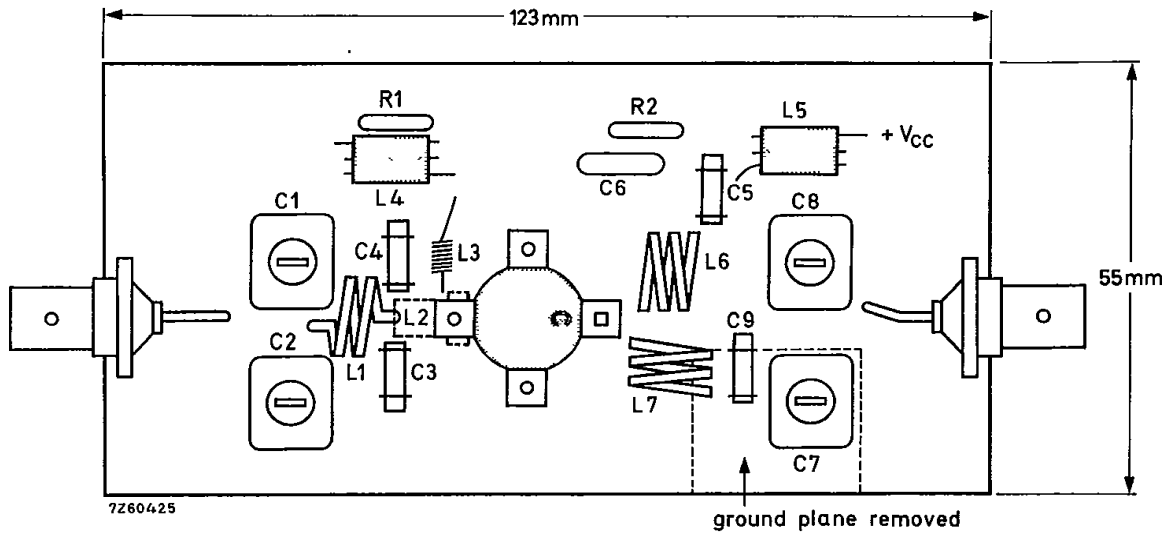 123mm
R1
R2
L5
+ VCC
L4
C6
C5
C1
C8
C4
L3
L6
55mm
L2
C9
C2
L1
C3
L7
C7
7Z60425
ground plane removed